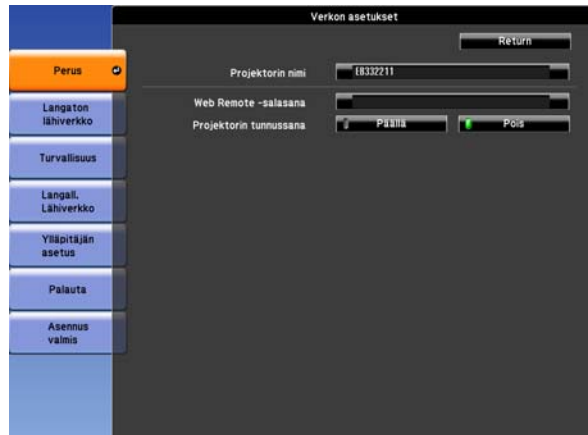 Verkon asetukset
Return
Perus
Projektorin nimi
EB332211
Langaton
lähiverkko
Web Remote -salasana
Projektorin tunnussana
Päällä
Pois
Turvallisuus
Langall.
Lähiverkko
Ylläpitäjän
asetus
Palauta
Asennus
valmis